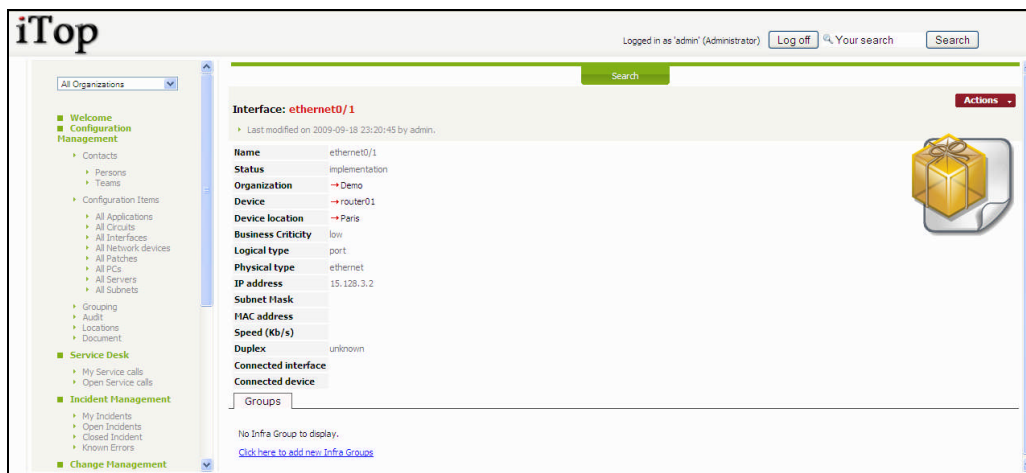 iTop
Logged in as 'admin' (Administrator) Log off Your search Search
All Organizations
Welcome
Configuration
Management
Contacts
Persons
Teams
Configuration Items
All Applications
All Circuits
All Interfaces
All Network devices
All Patches
All PCs
All Servers
All Subnets
Grouping
Audit
Locations
Document
Service Desk
My Service calls
Open Service calls
Incident Management
My Incidents
Open Incidents
Closed Incident
Known Errors
Change Management
Search
Actions
Interface: ethernet0/1
Last modified on 2009-09-18 23:20:45 by admin.
Name ethernet0/1
Status implementation
Organization Demo
Device router01
Device location Paris
Business Criticity low
Logical type port
Physical type ethernet
IP address 15.128.3.2
Subnet Mask
MAC address
Speed (Kb/s)
Duplex unknown
Connected interface
Connected device
Groups
No Infra Group to display.
Click here to add new Infra Groups